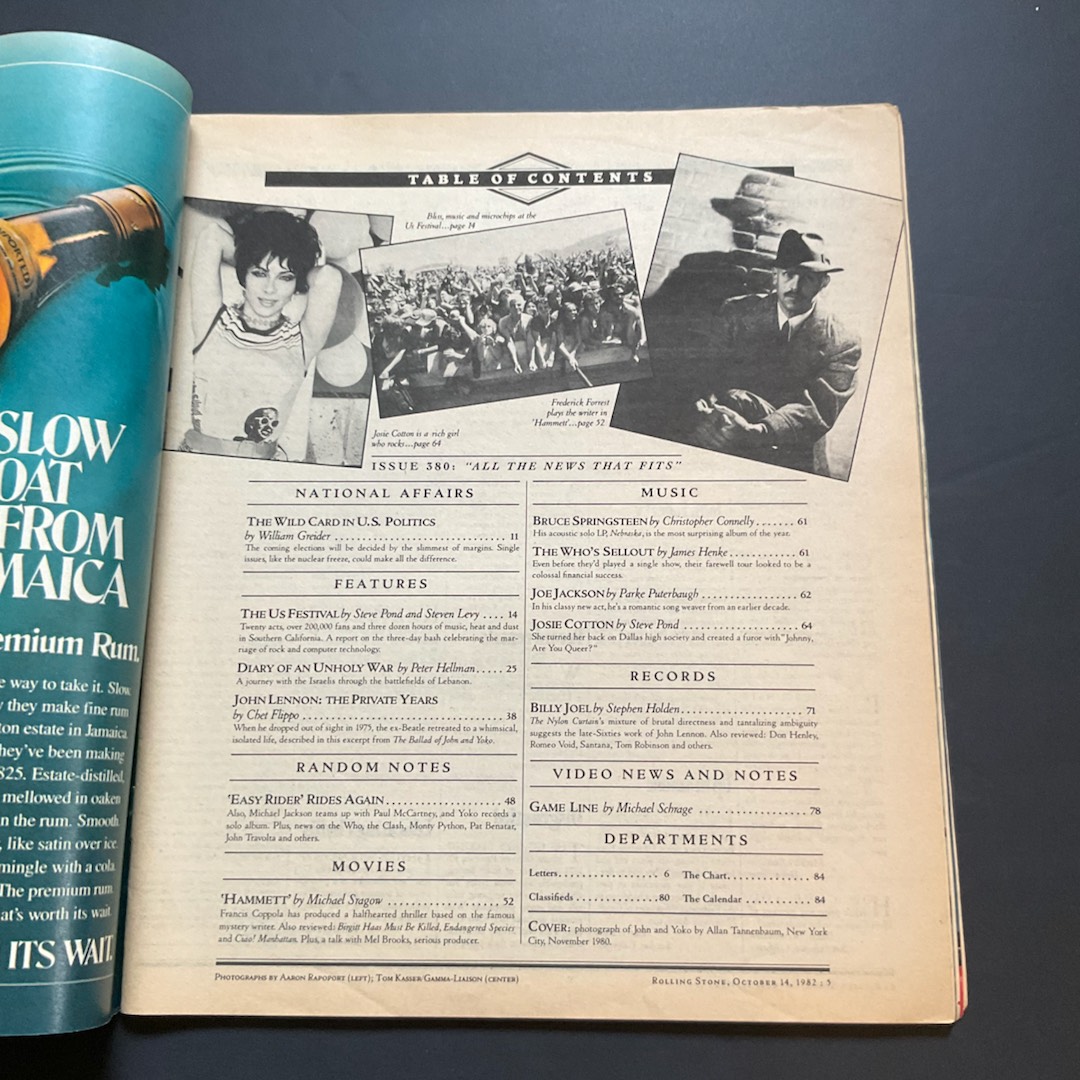 IMPORTED
SLOW
OAT
FROM
MAICA
emium Rum.
e way to take it. Slow
y they make fine rum
ton estate in Jamaica.
hey've been making
825. Estate-distilled,
mellowed in oaken
n the rum. Smooth
, like satin over ice.
mingle with a cola.
The premium rum
at's worth its wait.
ITS WAIT.
TABLE OF CONTENTS
Bliss, music and microchips at the
Us Festival...page 14
Frederick Forrest
plays the writer in
'Hammett'...page 52
Josie Cotton is a rich girl
who rocks...page 64
ISSUE 380: "ALL THE NEWS THAT FITS"
NATIONAL AFFAIRS
THE WILD CARD IN U.S. POLITICS
by William Greider 11
The coming elections will be decided by the slimmest of margins. Single
issues, like the nuclear freeze, could make all the difference.
FEATURES
THE US FESTIVAL by Steve Pond and Steven Levy .... 14
Twenty acts, over 200,000 fans and three dozen hours of music, heat and dust
in Southern California. A report on the three-day bash celebrating the mar-
riage of rock and computer technology.
DIARY OF AN UNHOLY WAR by Peter Hellman..... 25
A journey with the Israelis through the battlefields of Lebanon.
JOHN LENNON: THE PRIVATE YEARS
by Chet Flippo 38
When he dropped out of sight in 1975, the ex-Beatle retreated to a whimsical,
isolated life, described in this excerpt from The Ballad of John and Yoko.
RANDOM NOTES
'EASY RIDER' RIDES AGAIN 48
Also, Michael Jackson teams up with Paul McCartney, and Yoko records a
solo album. Plus, news on the Who, the Clash, Monty Python, Pat Benatar,
John Travolta and others.
MOVIES
'HAMMETT' by Michael Sragow 52
Francis Coppola has produced a halfhearted thriller based on the famous
mystery writer. Also reviewed: Birgitt Haas Must Be Killed, Endangered Species
and Ciao! Manhattan. Plus, a talk with Mel Brooks, serious producer.
MUSIC
BRUCE SPRINGSTEEN by Christopher Connelly ....... 61
His acoustic solo LP, Nebraska, is the most surprising album of the year.
THE WHO'S SELLOUT by James Henke 61
Even before they'd played a single show, their farewell tour looked to be a
colossal financial success.
JOE JACKSON by Parke Puterbaugh 62
In his classy new act, he's a romantic song weaver from an earlier decade.
JOSIE COTTON by Steve Pond 64
She turned her back on Dallas high society and created a furor with "Johnny,
Are You Queer?"
RECORDS
BILLY JOEL by Stephen Holden 71
The Nylon Curtain's mixture of brutal directness and tantalizing ambiguity
suggests the late-Sixties work of John Lennon. Also reviewed: Don Henley,
Romeo Void, Santana, Tom Robinson and others.
VIDEO NEWS AND NOTES
GAME LINE by Michael Schrage 78
DEPARTMENTS
Letters 6 The Chart 84
Classifieds 80 The Calendar 84
COVER: photograph of John and Yoko by Allan Tannenbaum, New York
City, November 1980.
PHOTOGRAPHS BY AARON RAPOPORT (LEFT); TOM KASSER/GAMMA-LIAISON (CENTER)
ROLLING STONE, OCTOBER 14, 1982 : 5